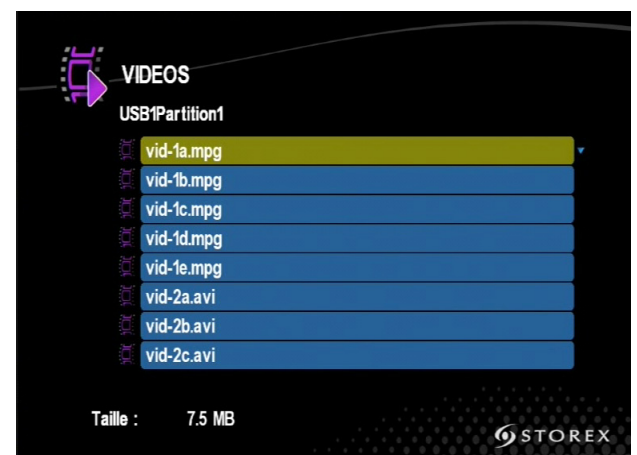 VIDEOS
USB1Partition1
vid-1a.mpg
vid-1b.mpg
vid-1c.mpg
vid-1d.mpg
vid-1e.mpg
vid-2a.avi
vid-2b.avi
vid-2c.avi
Taille : 7.5 MB
STOREX